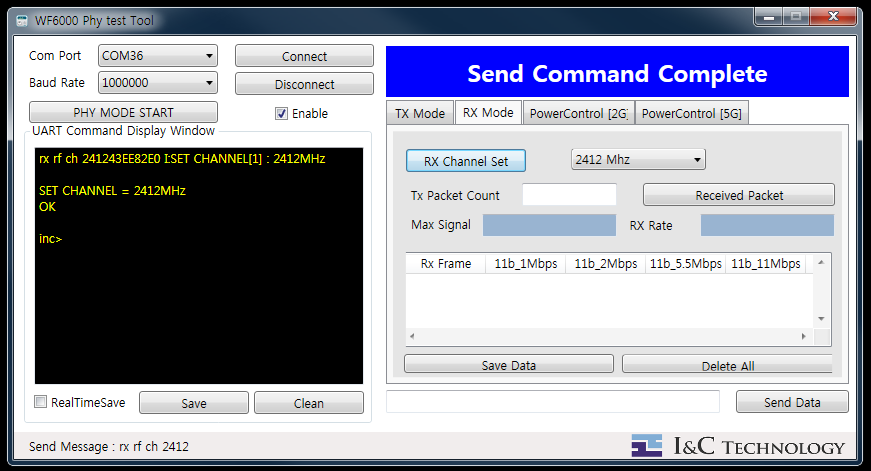 WF6000 Phy test Tool
Com Port COM36 Connect
Baud Rate 1000000 Disconnect
PHY MODE START Enable
UART Command Display Window
rx rf ch 241243EE82E0 I:SET CHANNEL[1] : 2412MHz
SET CHANNEL = 2412MHz
OK
inc>
RealTimeSave Save Clean
Send Command Complete
TX Mode RX Mode PowerControl [2G] PowerControl [5G]
RX Channel Set 2412 Mhz
Tx Packet Count Received Packet
Max Signal RX Rate
Rx Frame 11b_1Mbps 11b_2Mbps 11b_5.5Mbps 11b_11Mbps
Save Data Delete All
Send Data
Send Message : rx rf ch 2412
I&C TECHNOLOGY